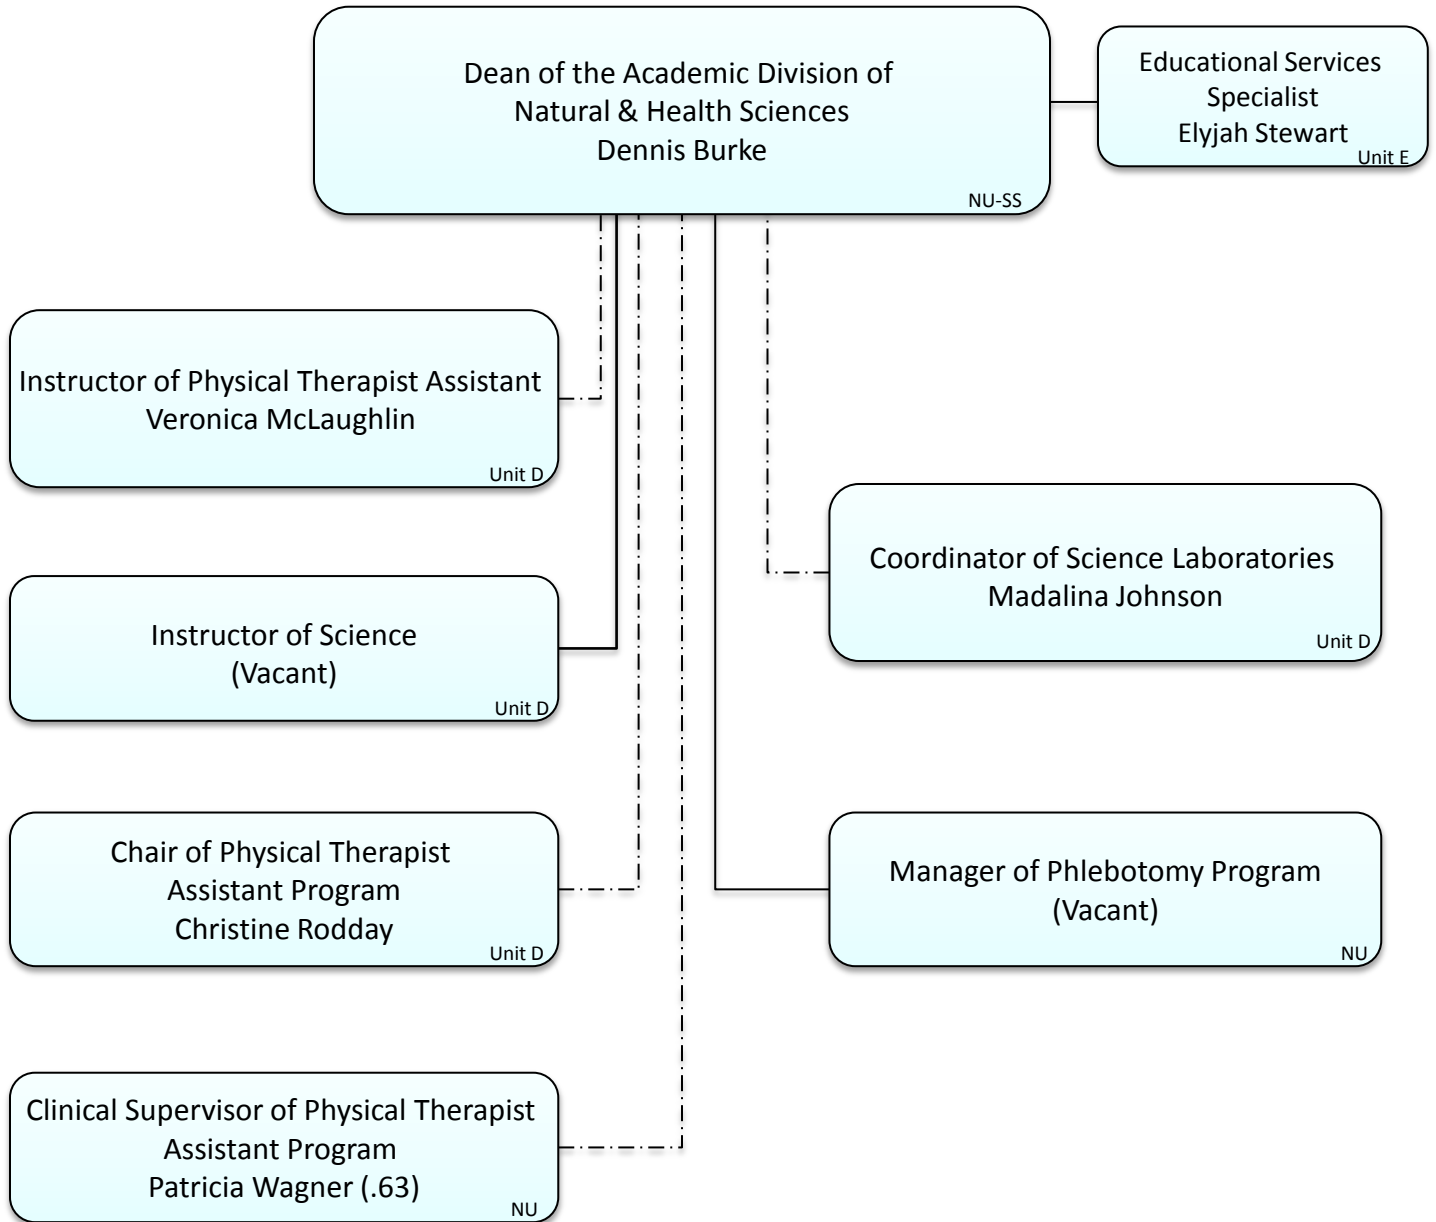 Dean of the Academic Division of
Natural & Health Sciences
Dennis Burke
NU-SS
Educational Services
Specialist
Elyjah Stewart
Unit E
Instructor of Physical Therapist Assistant
Veronica McLaughlin
Unit D
Coordinator of Science Laboratories
Madalina Johnson
Unit D
Instructor of Science
(Vacant)
Unit D
Chair of Physical Therapist
Assistant Program
Christine Rodday
Unit D
Manager of Phlebotomy Program
(Vacant)
NU
Clinical Supervisor of Physical Therapist
Assistant Program
Patricia Wagner (.63)
NU